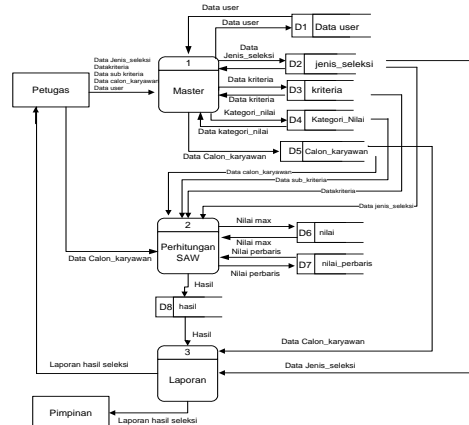 Data user
Data user
D1 Data user
Data
Jenis_seleksi
D2 jenis_seleksi
Data Jenis_seleksi
Datakriteria
Data sub kriteria
Data calon_karyawan
Data user
Petugas
1
Master
Data kriteria
Data kriteria
D3 kriteria
Kategori_nilai
Data kategori_nilai
D4 Kategori_Nilai
Data Calon_karyawan
D5 Calon_karyawan
Data calon_karyawan
Data sub_kriteria
Datakriteria
Data jenis_seleksi
2
Perhitungan
SAW
Data Calon_karyawan
Nilai max
Nilai max
D6 nilai
Nilai perbaris
Nilai perbaris
D7 nilai_perbaris
Hasil
D8 hasil
Hasil
Data Calon_karyawan
3
Laporan
Data Jenis_seleksi
Laporan hasil seleksi
Pimpinan
Laporan hasil seleksi